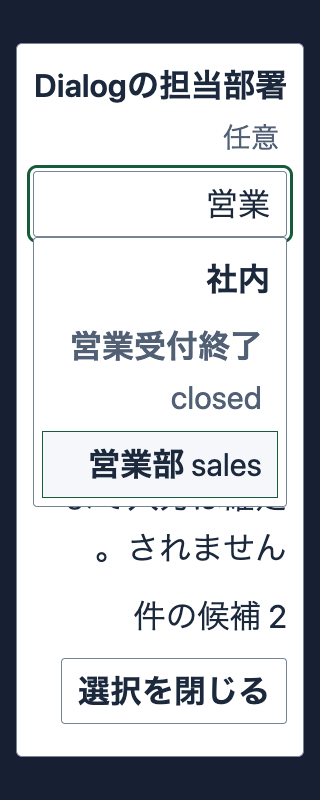 Dialogの担当部署
任意
営業
社内
営業受付終了
closed
営業部 sales
。されません
件の候補 2
選択を閉じる